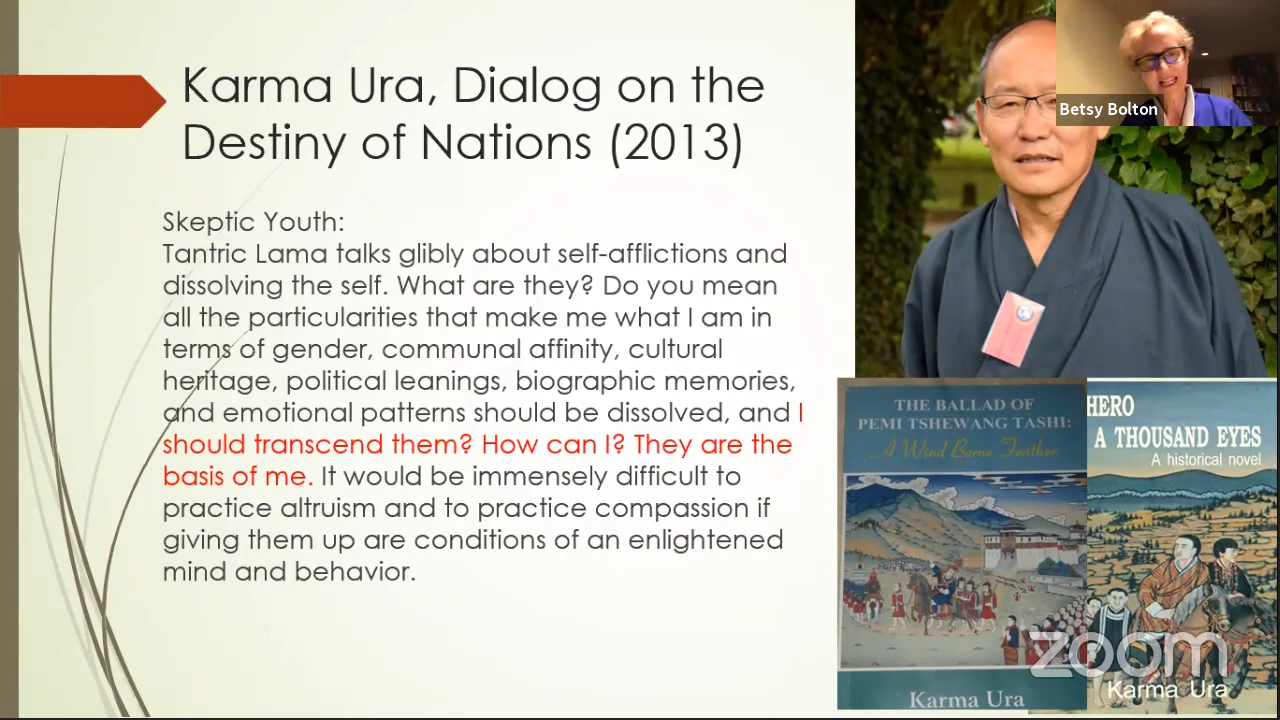 Karma Ura, Dialog on the
Destiny of Nations (2013)
Skeptic Youth:
Tantric Lama talks glibly about self-afflictions and
dissolving the self. What are they? Do you mean
all the particularities that make me what I am in
terms of gender, communal affinity, cultural
heritage, political leanings, biographic memories,
and emotional patterns should be dissolved, and I
should transcend them? How can I? They are the
basis of me. It would be immensely difficult to
practice altruism and to practice compassion if
giving them up are conditions of an enlightened
mind and behavior.
Betsy Bolton
THE BALLAD OF
PEMI TSHEWANG TASHI:
A Wind Borne Feather
Karma Ura
HERO
A THOUSAND EYES
A historical novel
zoom
Karma Ura